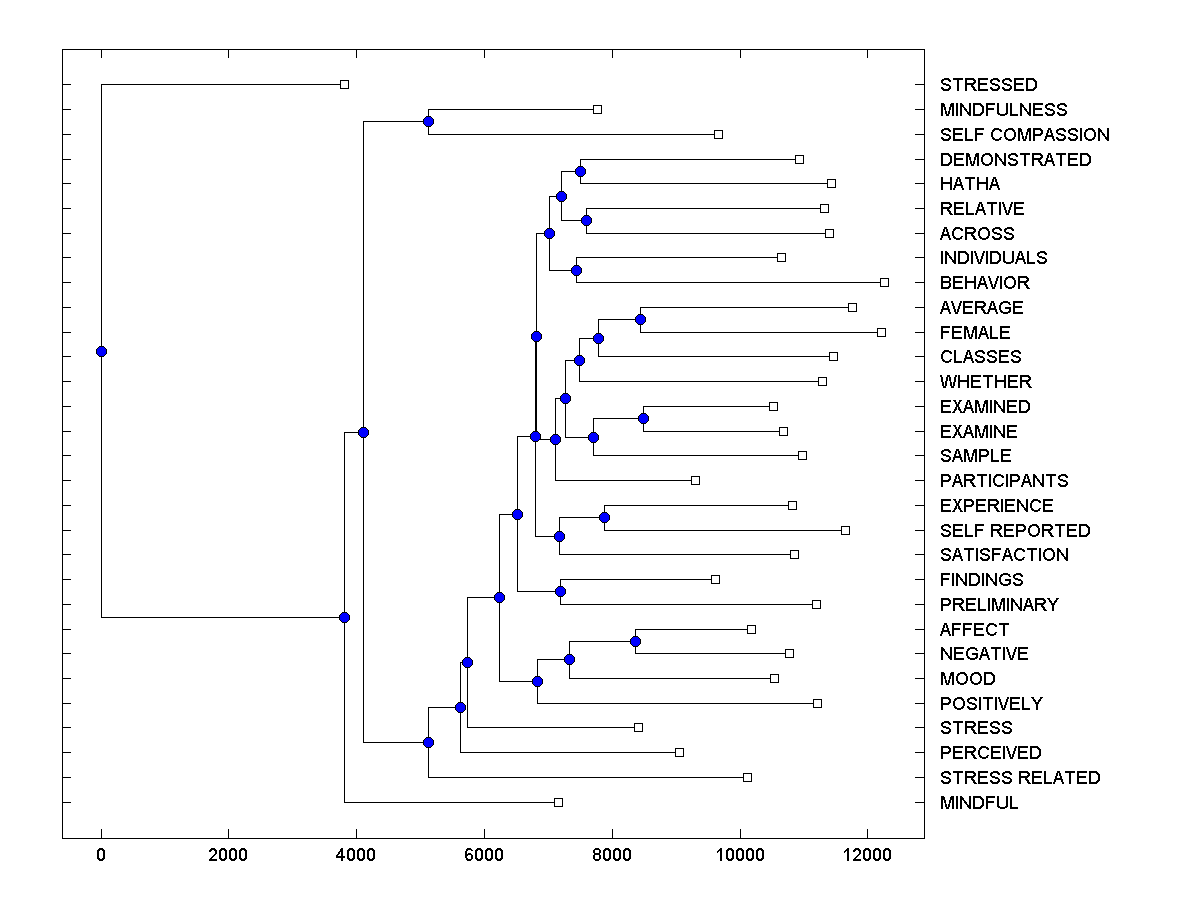 STRESSED
MINDFULNESS
SELF COMPASSION
DEMONSTRATED
HATHA
RELATIVE
ACROSS
INDIVIDUALS
BEHAVIOR
AVERAGE
FEMALE
CLASSES
WHETHER
EXAMINED
EXAMINE
SAMPLE
PARTICIPANTS
EXPERIENCE
SELF REPORTED
SATISFACTION
FINDINGS
PRELIMINARY
AFFECT
NEGATIVE
MOOD
POSITIVELY
STRESS
PERCEIVED
STRESS RELATED
MINDFUL
0 2000 4000 6000 8000 10000 12000